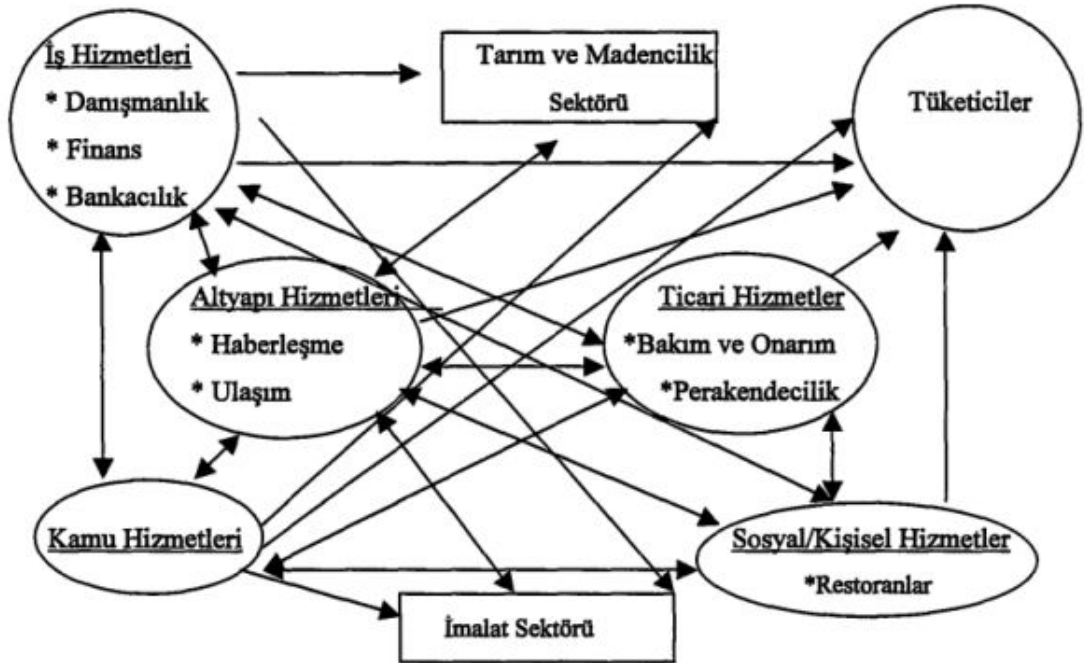 İş Hizmetleri
* Danışmanlık
* Finans
* Bankacılık
Tarım ve Madencilik
Sektörü
Tüketiciler
Altyapı Hizmetleri
* Haberleşme
* Ulaşım
Ticari Hizmetler
*Bakım ve Onarım
*Perakendecilik
Kamu Hizmetleri
Sosyal/Kişisel Hizmetler
*Restoranlar
İmalat Sektörü